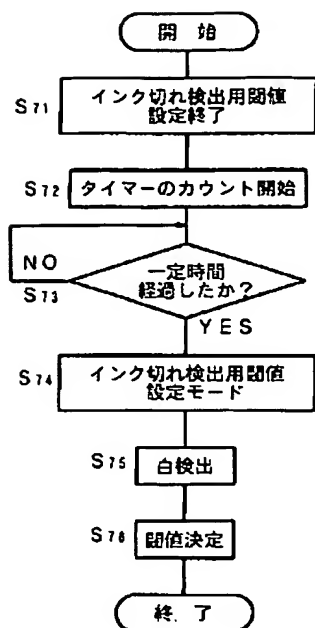 開 始
S71 インク切れ検出用閾値
設定終了
S72 タイマーのカウント開始
NO
一定時間
S73 経過したか?
YES
S74 インク切れ検出用閾値
設定モード
S75 白検出
S76 閾値決定
終 了